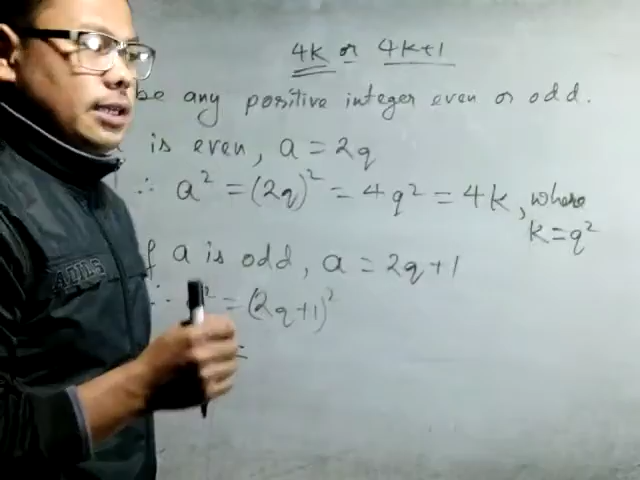 4K or 4K+1
be any positive integer even or odd.
is even, a = 2q
∴ a² = (2q)² = 4q² = 4K, where
K = q²
a is odd, a = 2q+1
= (2q+1)²
=